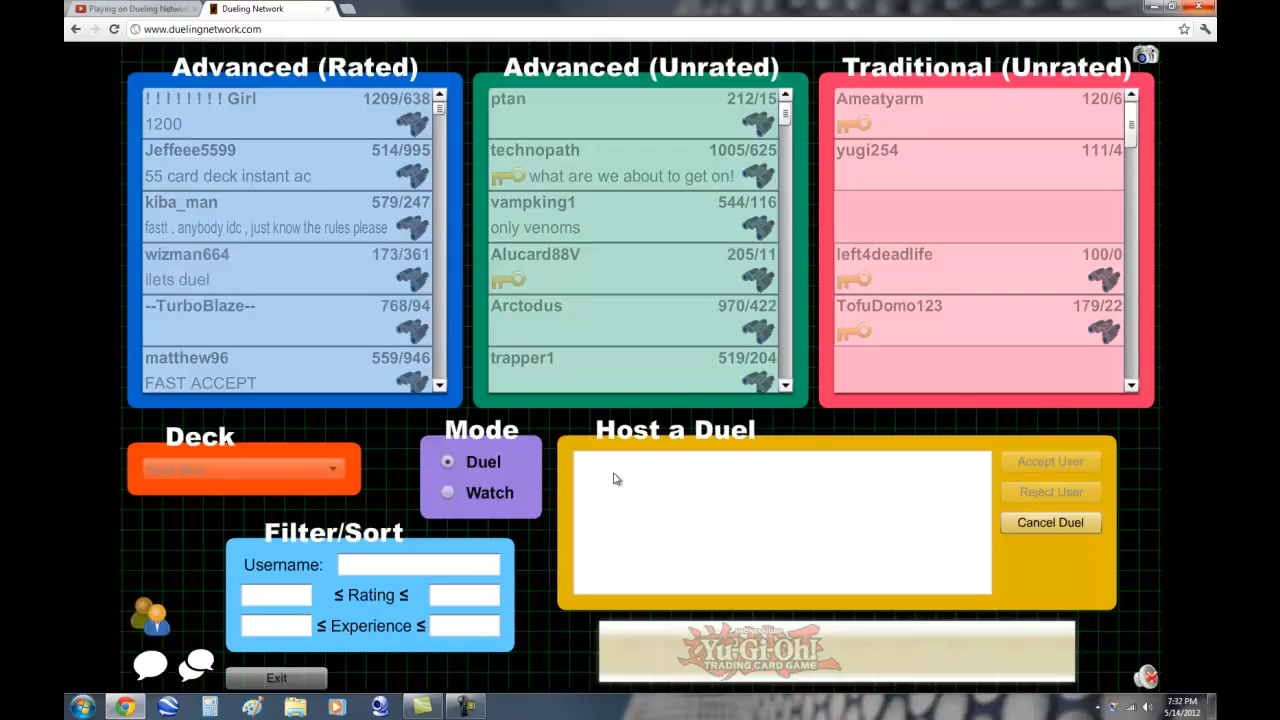 Playing on Dueling Network
Dueling Network
www.duelingnetwork.com
Advanced (Rated)
! ! ! ! ! ! ! ! Girl 1209/638
1200
Jeffeee5599 514/995
55 card deck instant ac
kiba_man 579/247
fastt . anybody idc , just know the rules please
wizman664 173/361
ilets duel
--TurboBlaze-- 768/94
matthew96 559/946
FAST ACCEPT
Advanced (Unrated)
ptan 212/15
technopath 1005/625
what are we about to get on!
vampking1 544/116
only venoms
Alucard88V 205/11
Arctodus 970/422
trapper1 519/204
Traditional (Unrated)
Ameatyarm 120/6
yugi254 111/4
left4deadlife 100/0
TofuDomo123 179/22
Deck
Mode
Duel
Watch
Host a Duel
Accept User
Reject User
Cancel Duel
Filter/Sort
Username:
≤ Rating ≤
≤ Experience ≤
Exit
SHONEN JUMP
Yu-Gi-Oh!
TRADING CARD GAME
7:32 PM
5/14/2012